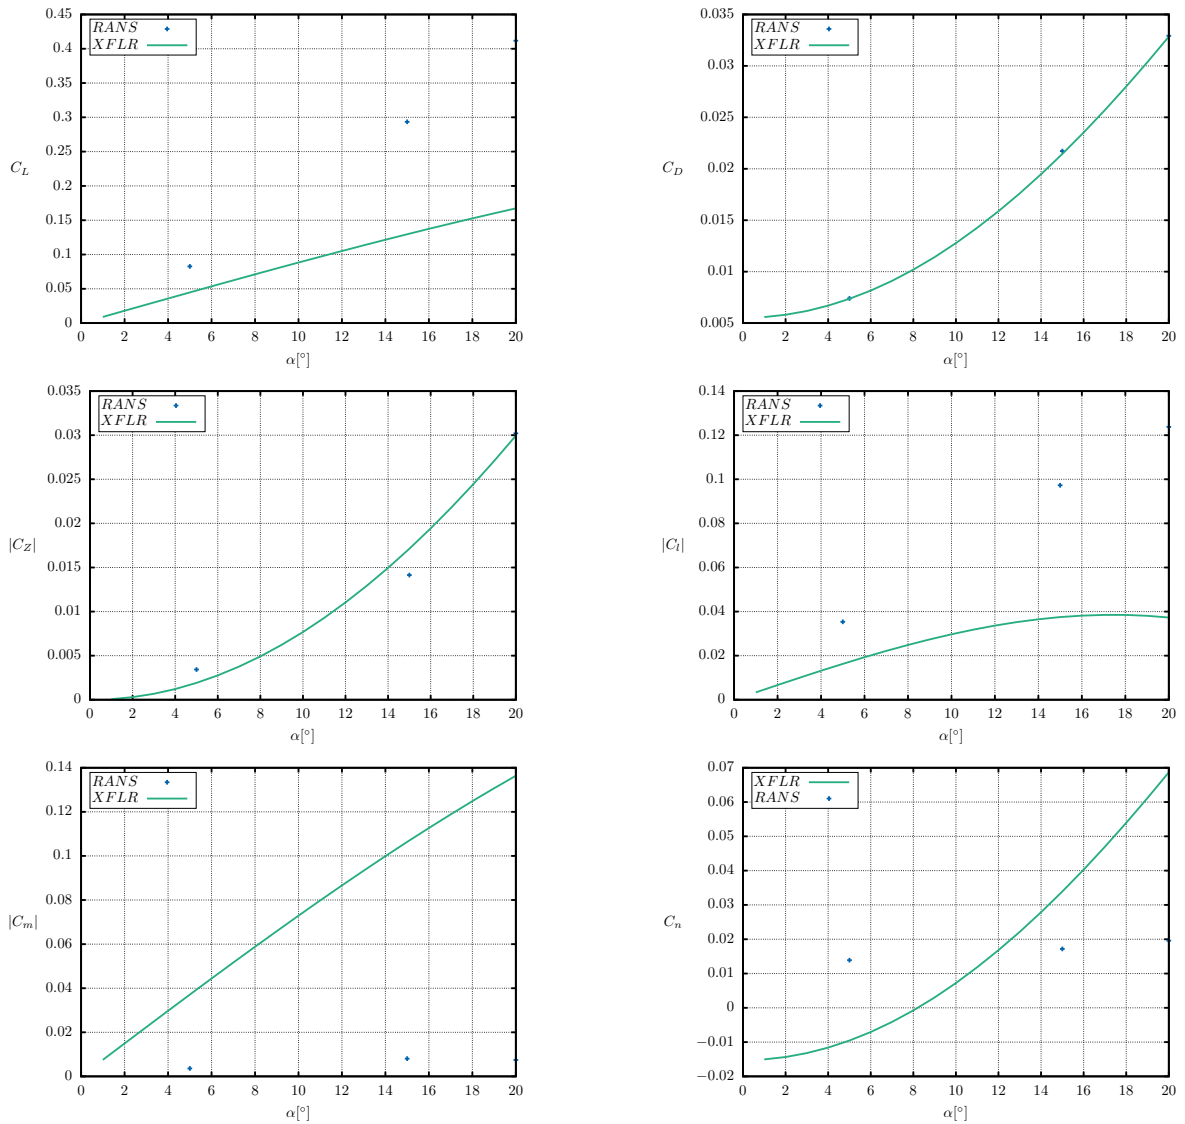 0.45
0.4
0.35
0.3
0.25
0.2
0.15
0.1
0.05
0
RANS
XFLR
C_L
0 2 4 6 8 10 12 14 16 18 20
α[°]
0.035
0.03
0.025
0.02
0.015
0.01
0.005
RANS
XFLR
C_D
0 2 4 6 8 10 12 14 16 18 20
α[°]
0.035
0.03
0.025
0.02
0.015
0.01
0.005
0
RANS
XFLR
|C_Z|
0 2 4 6 8 10 12 14 16 18 20
α[°]
0.14
0.12
0.1
0.08
0.06
0.04
0.02
0
RANS
XFLR
|C_l|
0 2 4 6 8 10 12 14 16 18 20
α[°]
0.14
0.12
0.1
0.08
0.06
0.04
0.02
0
RANS
XFLR
|C_m|
0 2 4 6 8 10 12 14 16 18 20
α[°]
0.07
0.06
0.05
0.04
0.03
0.02
0.01
0
−0.01
−0.02
XFLR
RANS
C_n
0 2 4 6 8 10 12 14 16 18 20
α[°]